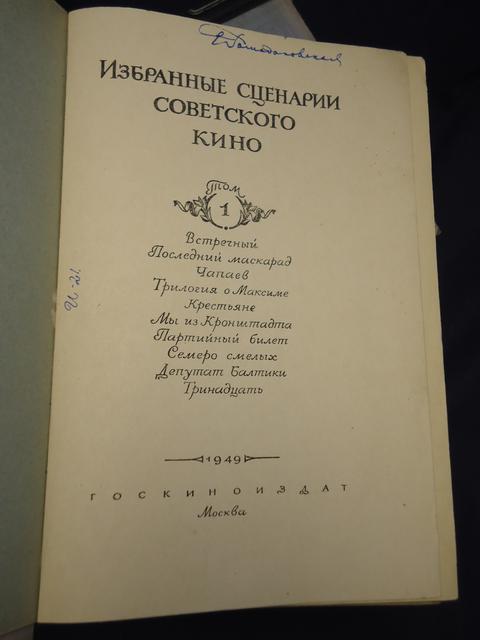 ИЗБРАННЫЕ СЦЕНАРИИ
СОВЕТСКОГО
КИНО
Том
1
Встречный
Последний маскарад
Чапаев
Трилогия о Максиме
Крестьяне
Мы из Кронштадта
Партийный билет
Семеро смелых
Депутат Балтики
Тринадцать
1949
ГОСКИНОИЗДАТ
Москва